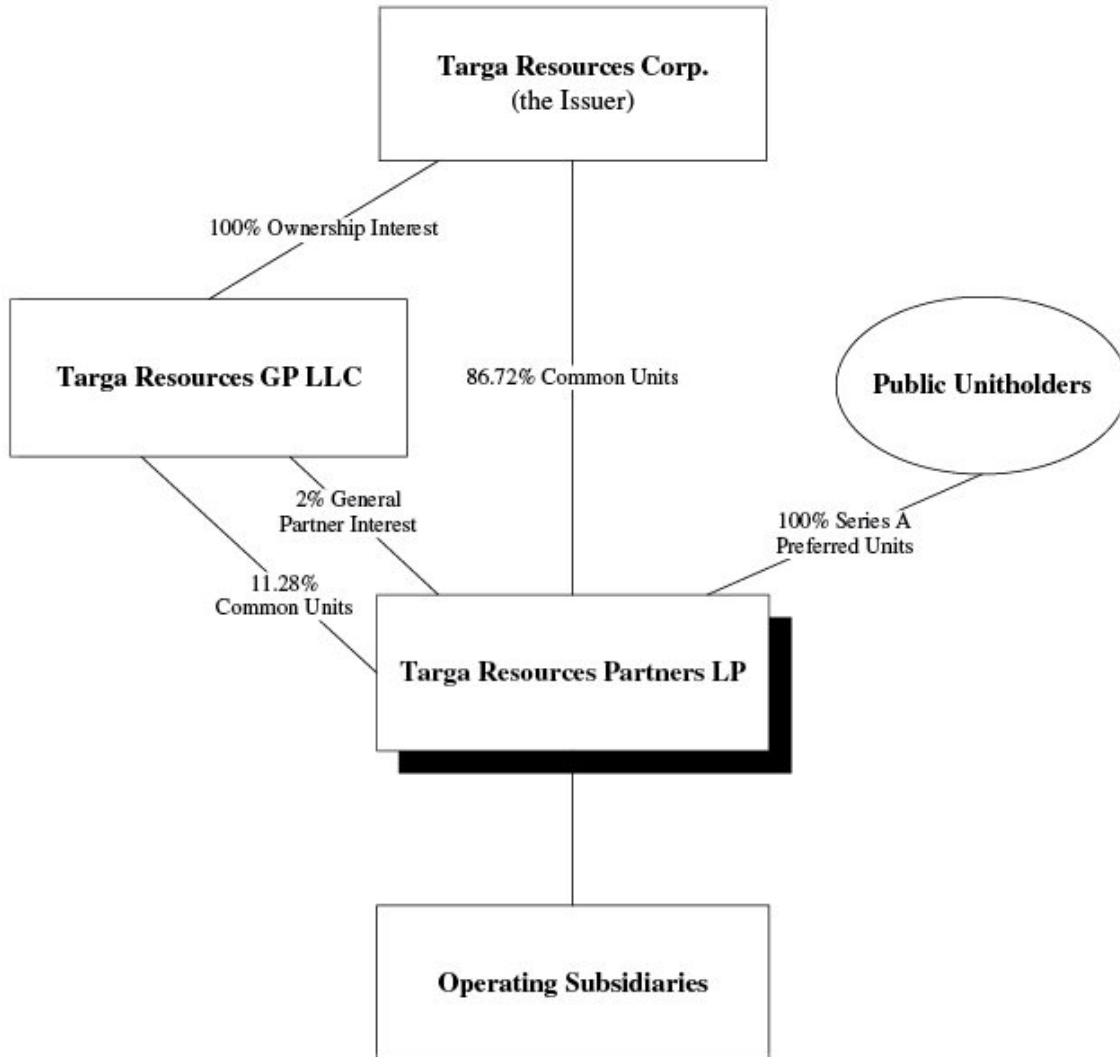 Targa Resources Corp.
(the Issuer)
100% Ownership Interest
Targa Resources GP LLC
86.72% Common Units
Public Unitholders
2% General
Partner Interest
100% Series A
Preferred Units
11.28%
Common Units
Targa Resources Partners LP
Operating Subsidiaries